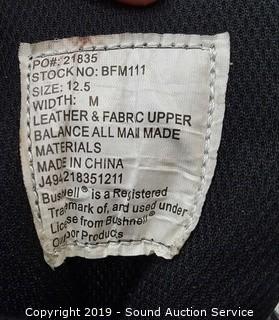 PO#: 21835
STOCK NO: BFM111
SIZE: 12.5
WIDTH: M
LEATHER & FABRC UPPER
BALANCE ALL MAII MADE
MATERIALS
MADE IN CHINA
J494218351211
Bushnell® is a Registered
Trademark of, and used under
License from Bushnell®
Outdoor Products
Copyright © 2019 - Sound Auction Service